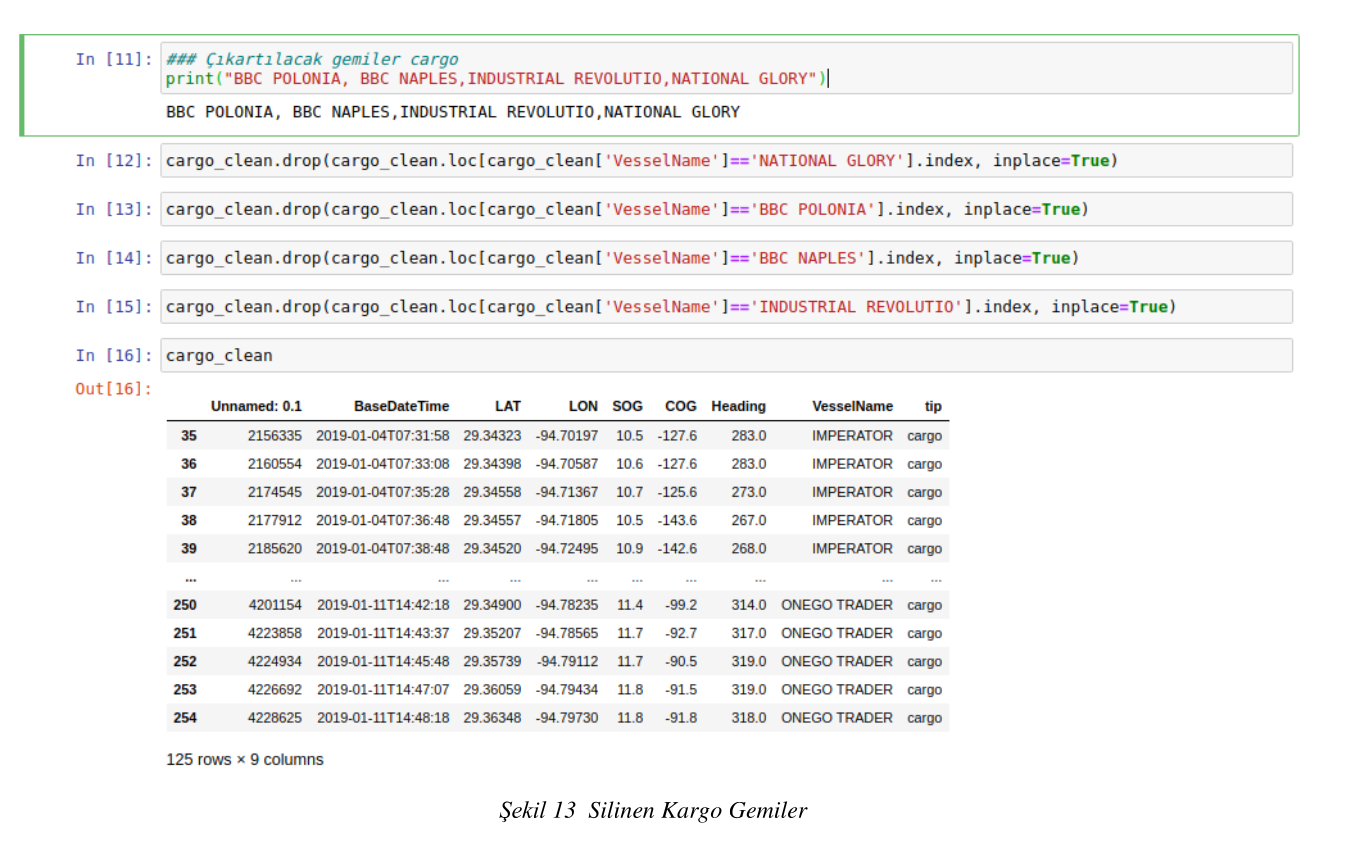 In [11]: ### Çıkartılacak gemiler cargo
print("BBC POLONIA, BBC NAPLES,INDUSTRIAL REVOLUTIO,NATIONAL GLORY")
BBC POLONIA, BBC NAPLES,INDUSTRIAL REVOLUTIO,NATIONAL GLORY
In [12]: cargo_clean.drop(cargo_clean.loc[cargo_clean['VesselName']=='NATIONAL GLORY'].index, inplace=True)
In [13]: cargo_clean.drop(cargo_clean.loc[cargo_clean['VesselName']=='BBC POLONIA'].index, inplace=True)
In [14]: cargo_clean.drop(cargo_clean.loc[cargo_clean['VesselName']=='BBC NAPLES'].index, inplace=True)
In [15]: cargo_clean.drop(cargo_clean.loc[cargo_clean['VesselName']=='INDUSTRIAL REVOLUTIO'].index, inplace=True)
In [16]: cargo_clean
Out[16]:
Unnamed: 0.1 BaseDateTime LAT LON SOG COG Heading VesselName tip
35 2156335 2019-01-04T07:31:58 29.34323 -94.70197 10.5 -127.6 283.0 IMPERATOR cargo
36 2160554 2019-01-04T07:33:08 29.34398 -94.70587 10.6 -127.6 283.0 IMPERATOR cargo
37 2174545 2019-01-04T07:35:28 29.34558 -94.71367 10.7 -125.6 273.0 IMPERATOR cargo
38 2177912 2019-01-04T07:36:48 29.34557 -94.71805 10.5 -143.6 267.0 IMPERATOR cargo
39 2185620 2019-01-04T07:38:48 29.34520 -94.72495 10.9 -142.6 268.0 IMPERATOR cargo
... ... ... ... ... ... ... ... ... ...
250 4201154 2019-01-11T14:42:18 29.34900 -94.78235 11.4 -99.2 314.0 ONEGO TRADER cargo
251 4223858 2019-01-11T14:43:37 29.35207 -94.78565 11.7 -92.7 317.0 ONEGO TRADER cargo
252 4224934 2019-01-11T14:45:48 29.35739 -94.79112 11.7 -90.5 319.0 ONEGO TRADER cargo
253 4226692 2019-01-11T14:47:07 29.36059 -94.79434 11.8 -91.5 319.0 ONEGO TRADER cargo
254 4228625 2019-01-11T14:48:18 29.36348 -94.79730 11.8 -91.8 318.0 ONEGO TRADER cargo
125 rows × 9 columns
Şekil 13 Silinen Kargo Gemiler